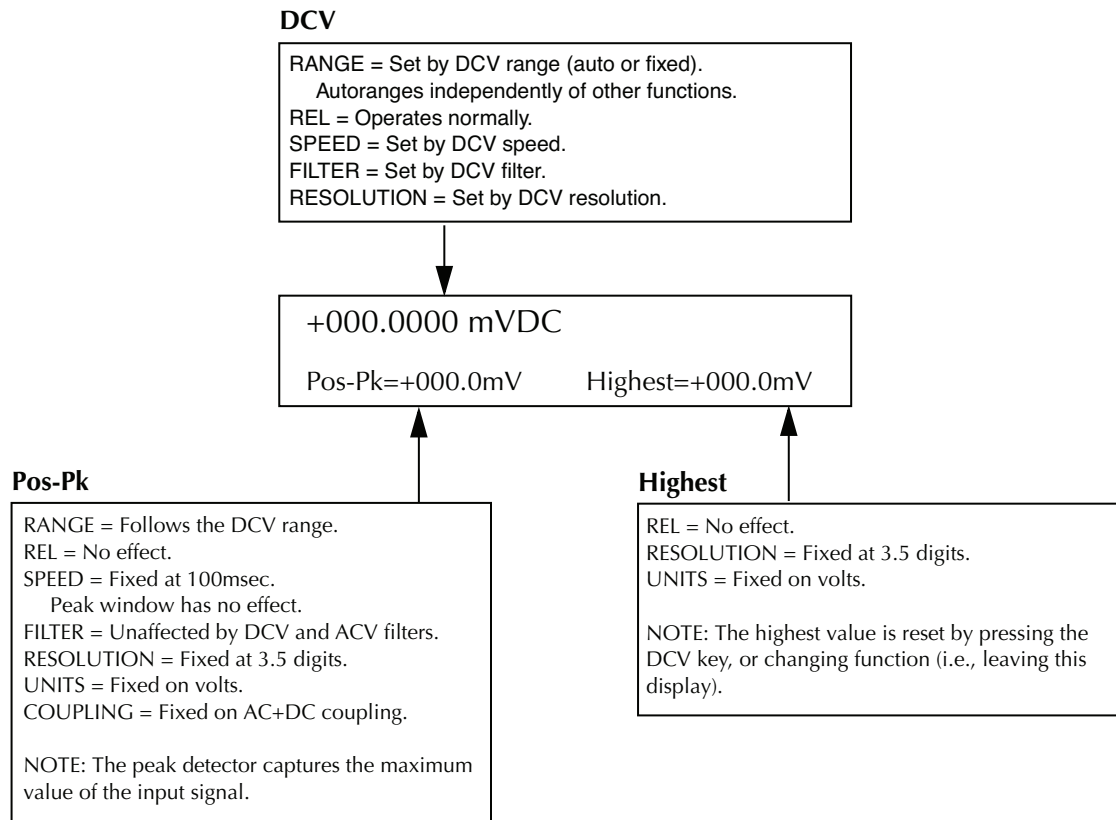 DCV
RANGE = Set by DCV range (auto or fixed).
Autoranges independently of other functions.
REL = Operates normally.
SPEED = Set by DCV speed.
FILTER = Set by DCV filter.
RESOLUTION = Set by DCV resolution.
+000.0000 mVDC
Pos-Pk=+000.0mV Highest=+000.0mV
Pos-Pk
RANGE = Follows the DCV range.
REL = No effect.
SPEED = Fixed at 100msec.
Peak window has no effect.
FILTER = Unaffected by DCV and ACV filters.
RESOLUTION = Fixed at 3.5 digits.
UNITS = Fixed on volts.
COUPLING = Fixed on AC+DC coupling.
NOTE: The peak detector captures the maximum
value of the input signal.
Highest
REL = No effect.
RESOLUTION = Fixed at 3.5 digits.
UNITS = Fixed on volts.
NOTE: The highest value is reset by pressing the
DCV key, or changing function (i.e., leaving this
display).